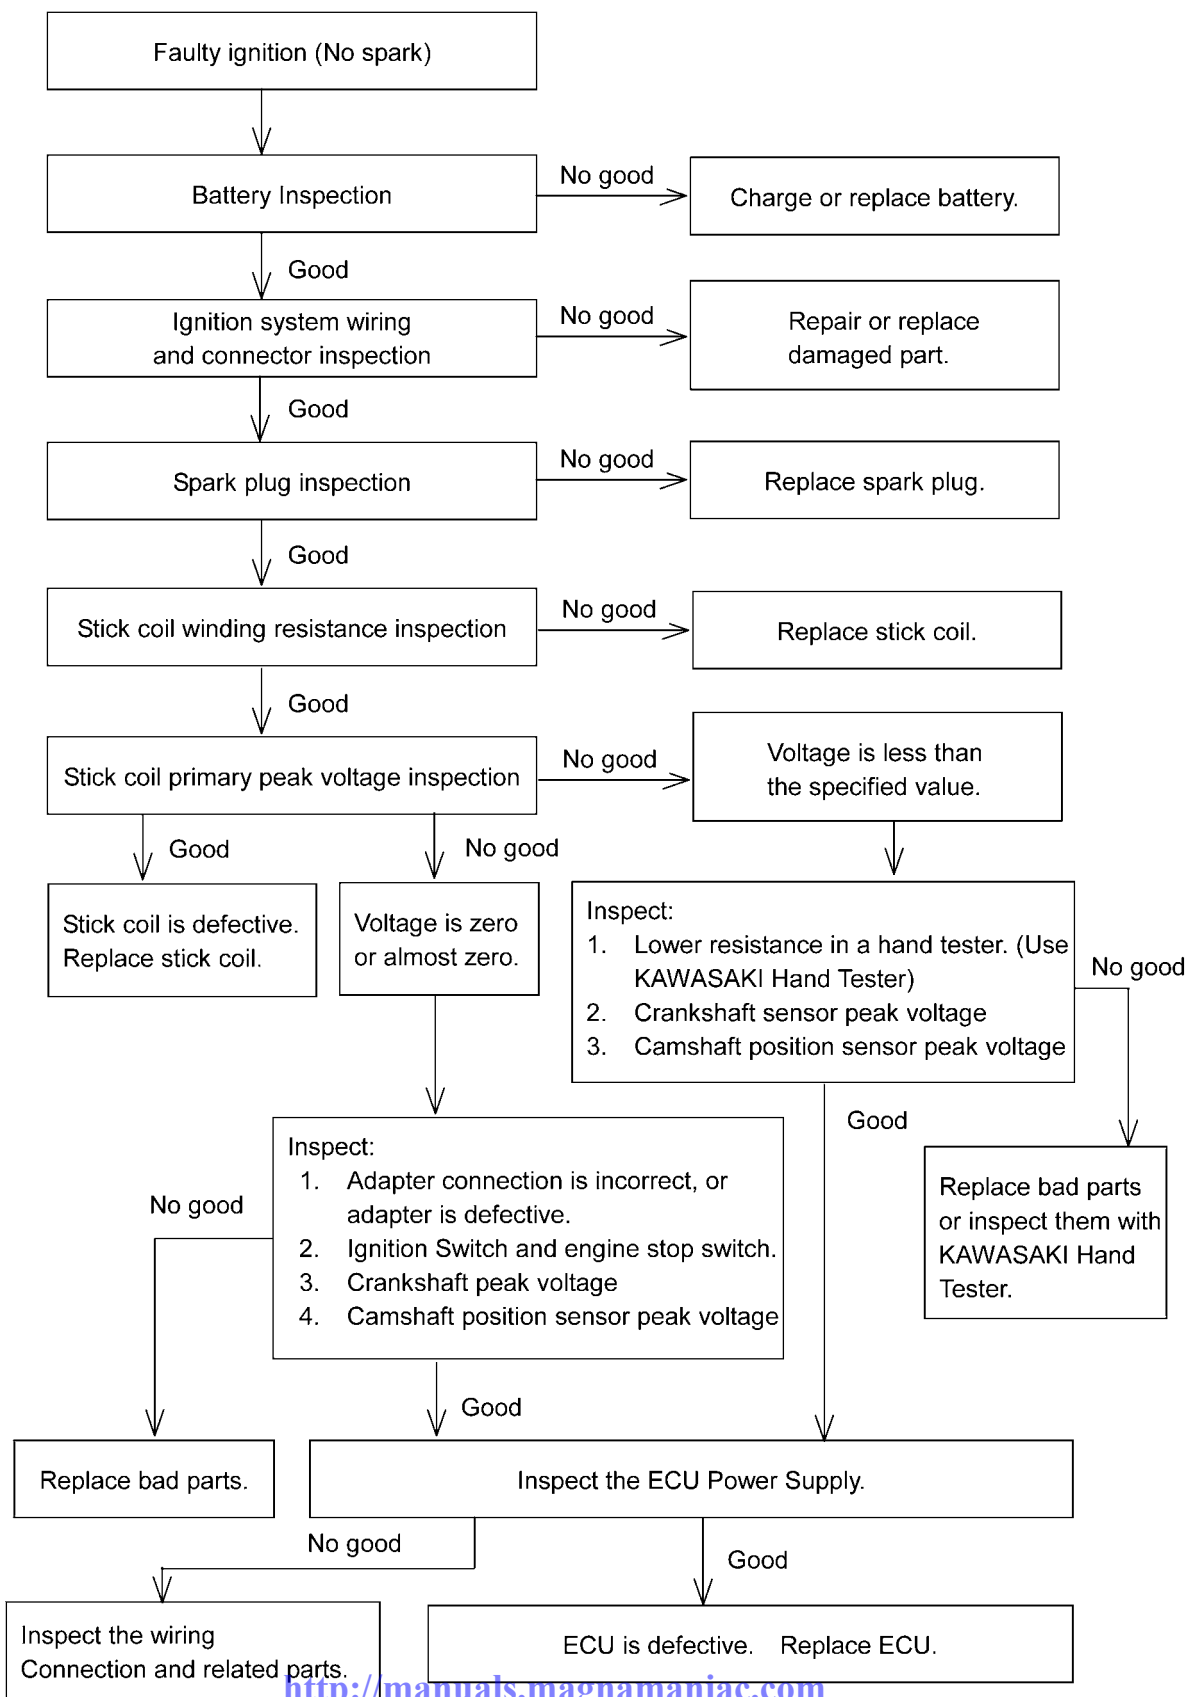 Faulty ignition (No spark)
Battery Inspection
No good
Charge or replace battery.
Good
Ignition system wiring
and connector inspection
No good
Repair or replace
damaged part.
Good
Spark plug inspection
No good
Replace spark plug.
Good
Stick coil winding resistance inspection
No good
Replace stick coil.
Good
Stick coil primary peak voltage inspection
No good
Voltage is less than
the specified value.
Good
No good
Stick coil is defective.
Replace stick coil.
Voltage is zero
or almost zero.
Inspect:
1. Lower resistance in a hand tester. (Use
KAWASAKI Hand Tester)
2. Crankshaft sensor peak voltage
3. Camshaft position sensor peak voltage
No good
Good
Replace bad parts
or inspect them with
KAWASAKI Hand
Tester.
Inspect:
1. Adapter connection is incorrect, or
adapter is defective.
2. Ignition Switch and engine stop switch.
3. Crankshaft peak voltage
4. Camshaft position sensor peak voltage
No good
Good
Replace bad parts.
Inspect the ECU Power Supply.
No good
Good
Inspect the wiring
Connection and related parts.
ECU is defective. Replace ECU.
http://manuals.magnamaniac.com